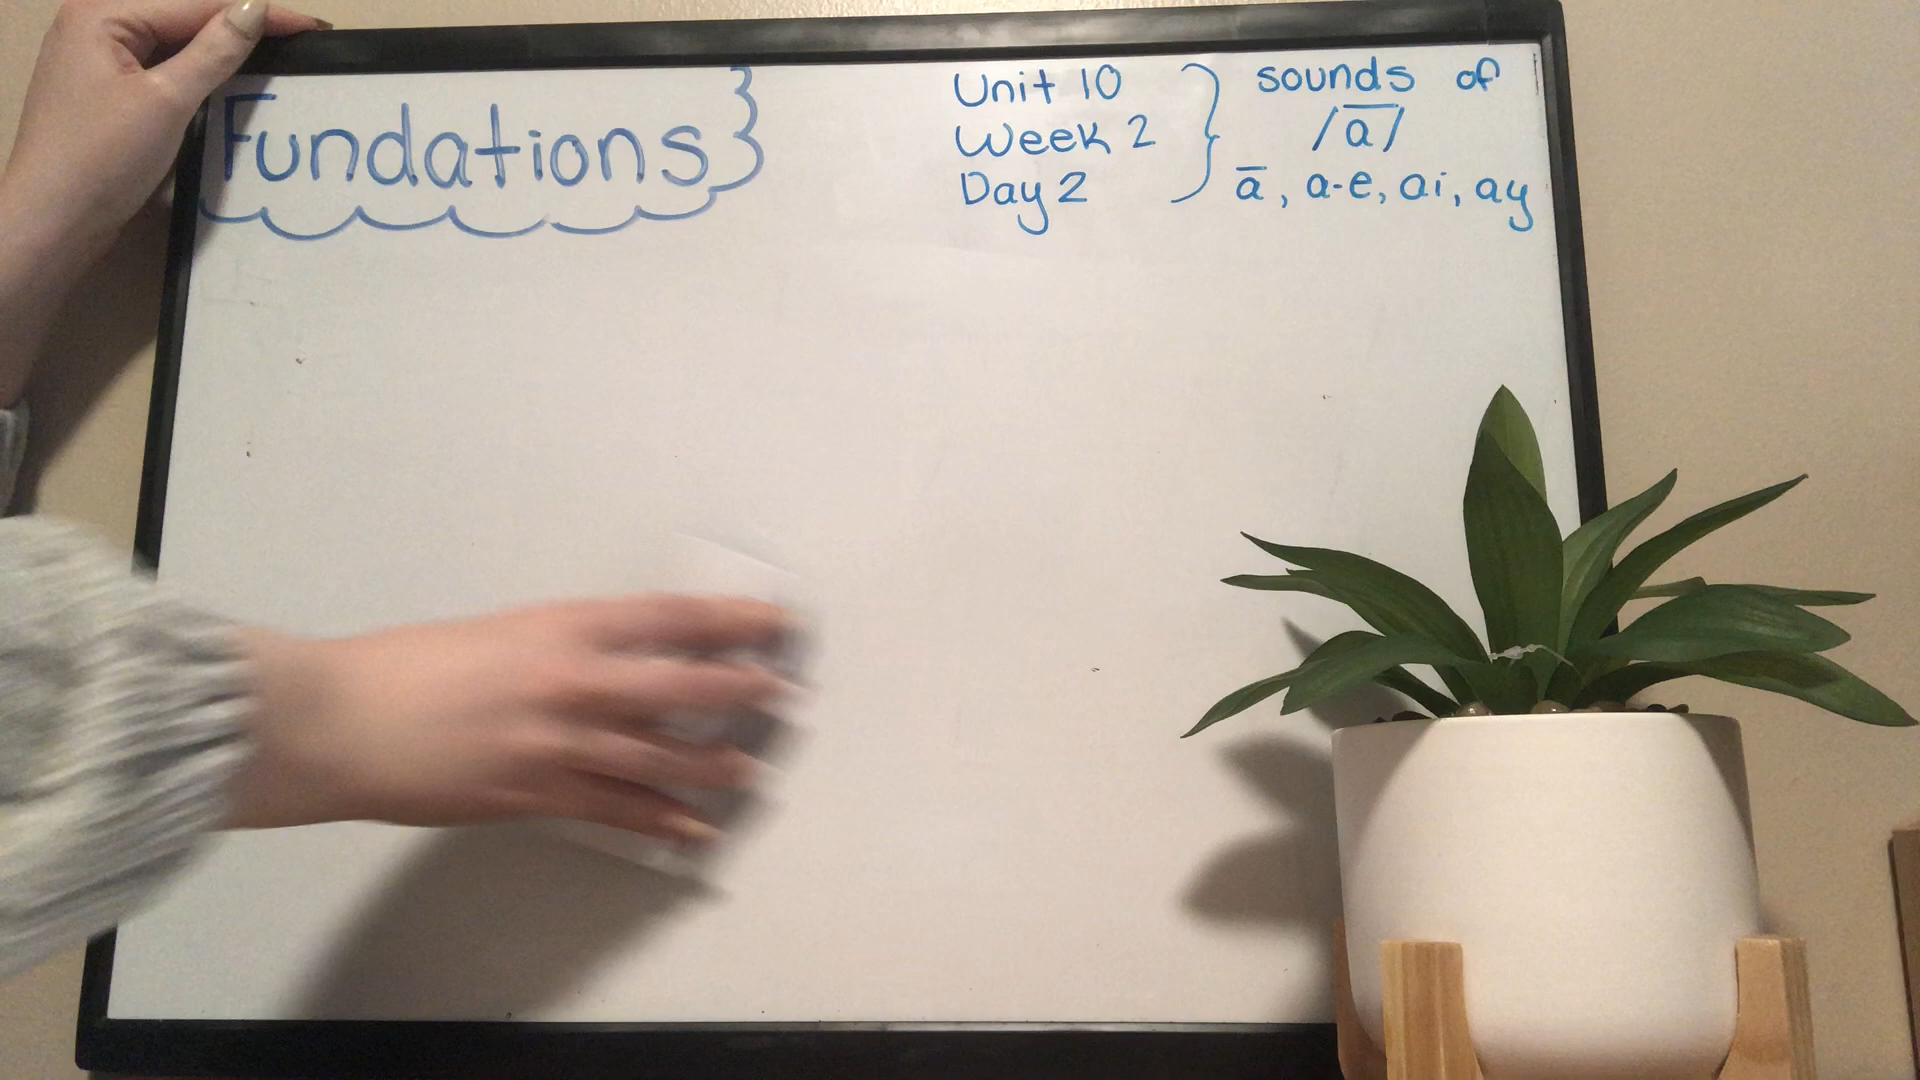 Fundations
Unit 10
Week 2
Day 2
sounds of
/ā/
ā, a-e, ai, ay